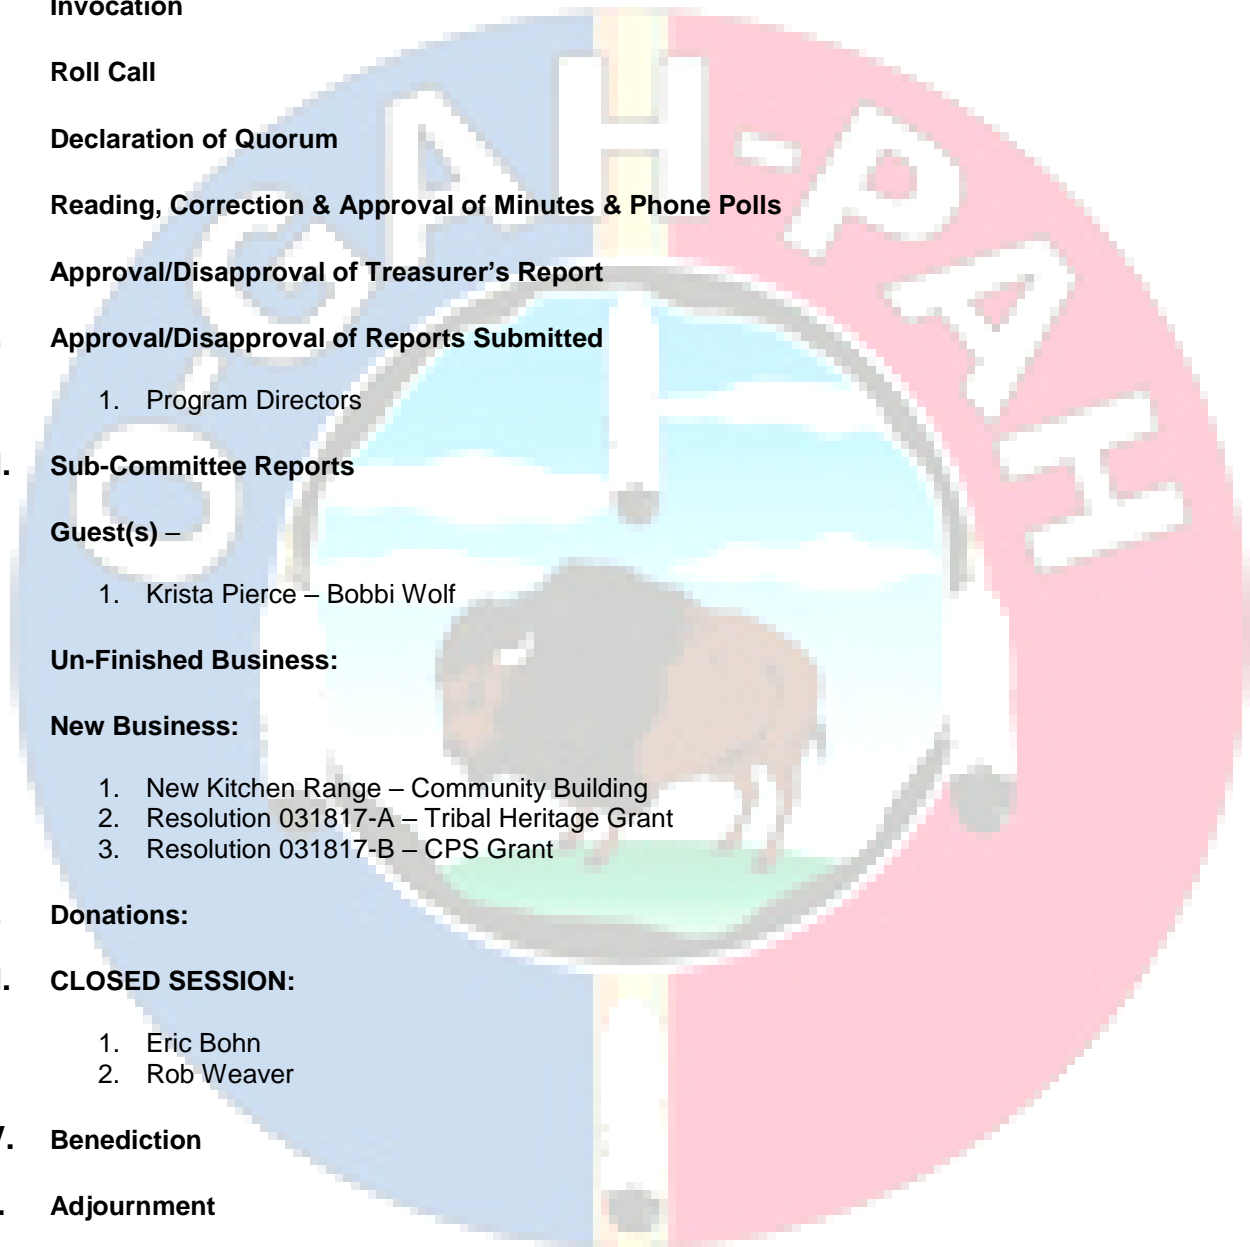 O-GAH-PAH
Invocation
Roll Call
Declaration of Quorum
Reading, Correction & Approval of Minutes & Phone Polls
Approval/Disapproval of Treasurer’s Report
Approval/Disapproval of Reports Submitted
1. Program Directors
Sub-Committee Reports
Guest(s) –
1. Krista Pierce – Bobbi Wolf
Un-Finished Business:
New Business:
1. New Kitchen Range – Community Building
2. Resolution 031817-A – Tribal Heritage Grant
3. Resolution 031817-B – CPS Grant
Donations:
CLOSED SESSION:
1. Eric Bohn
2. Rob Weaver
Benediction
Adjournment